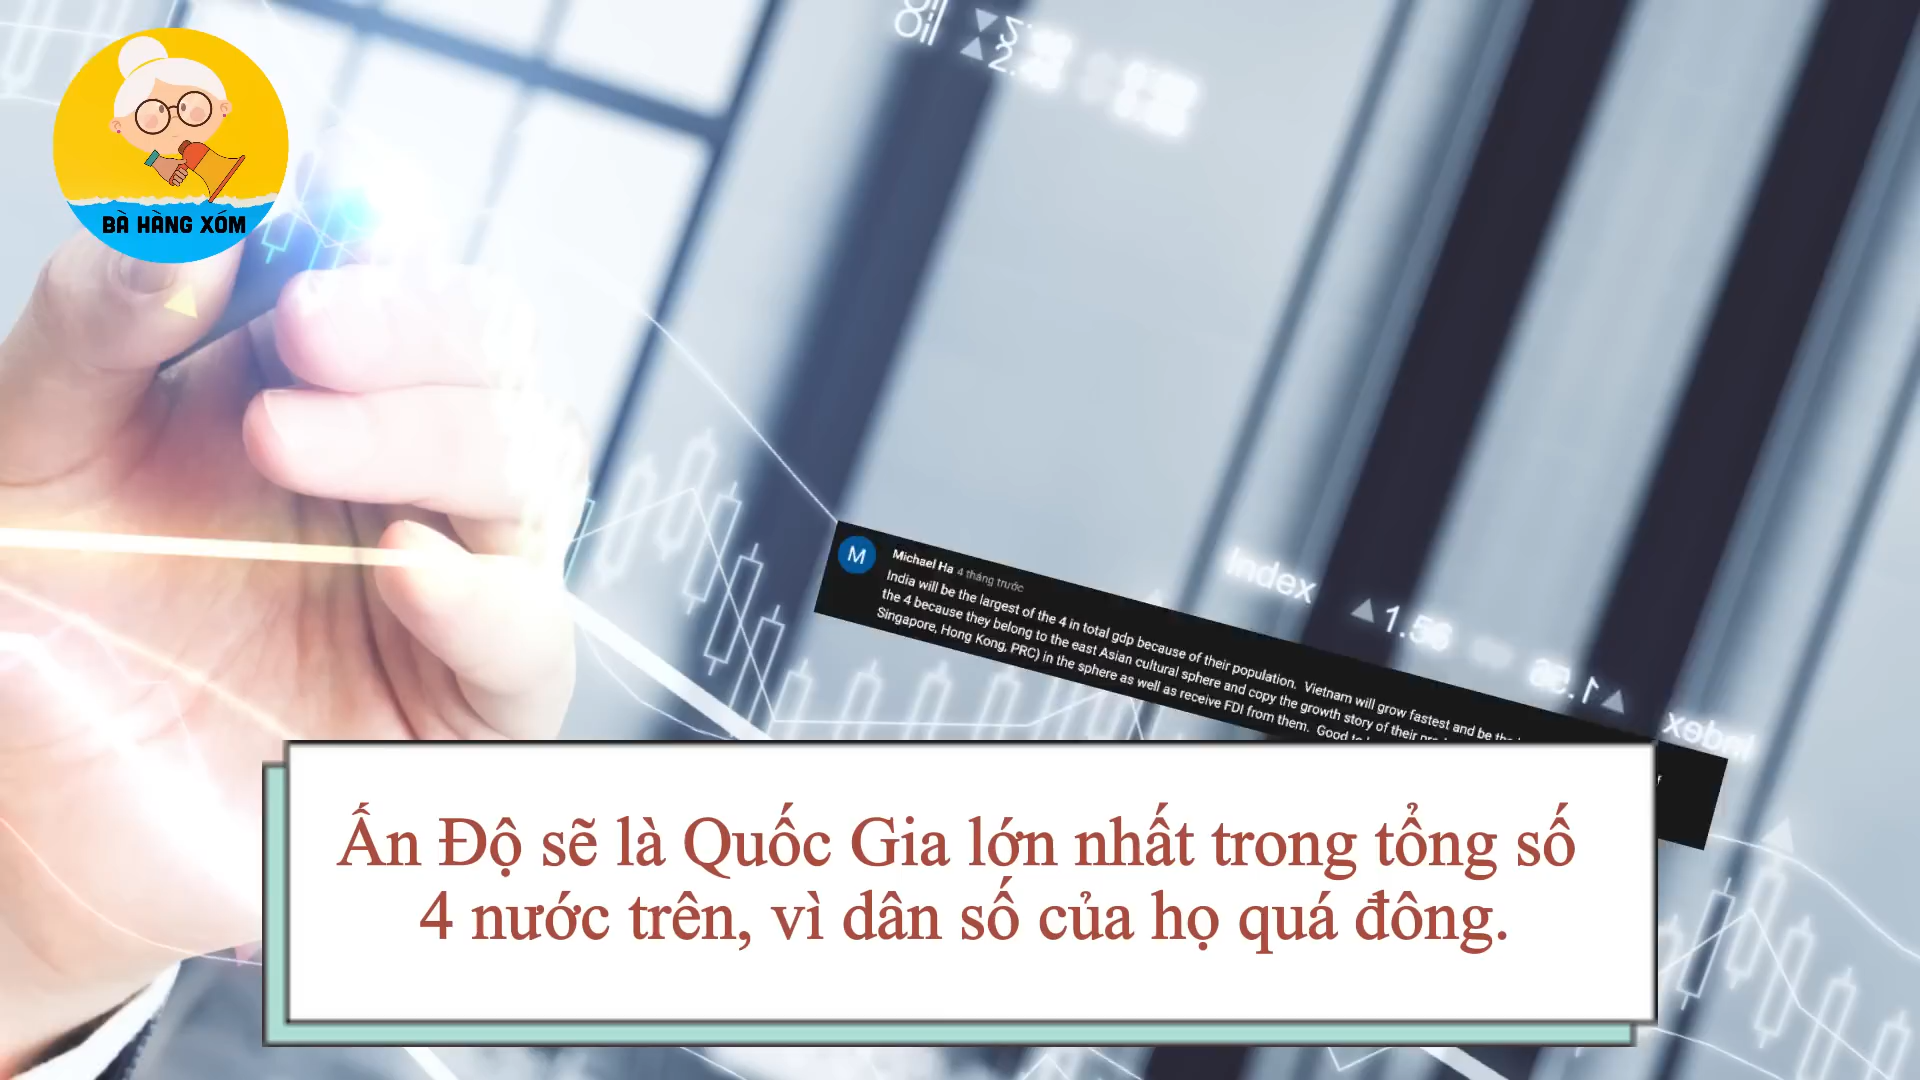 Oil
BÀ HÀNG XÓM
Michael Ha 4 tháng trước
India will be the largest of the 4 in total gdp because of their population. Vietnam will grow fastest and be the
the 4 because they belong to the east Asian cultural sphere and copy the growth story of their
Singapore, Hong Kong, PRC) in the sphere as well as receive FDI from them. Good
Index
1.56
Ấn Độ sẽ là Quốc Gia lớn nhất trong tổng số
4 nước trên, vì dân số của họ quá đông.